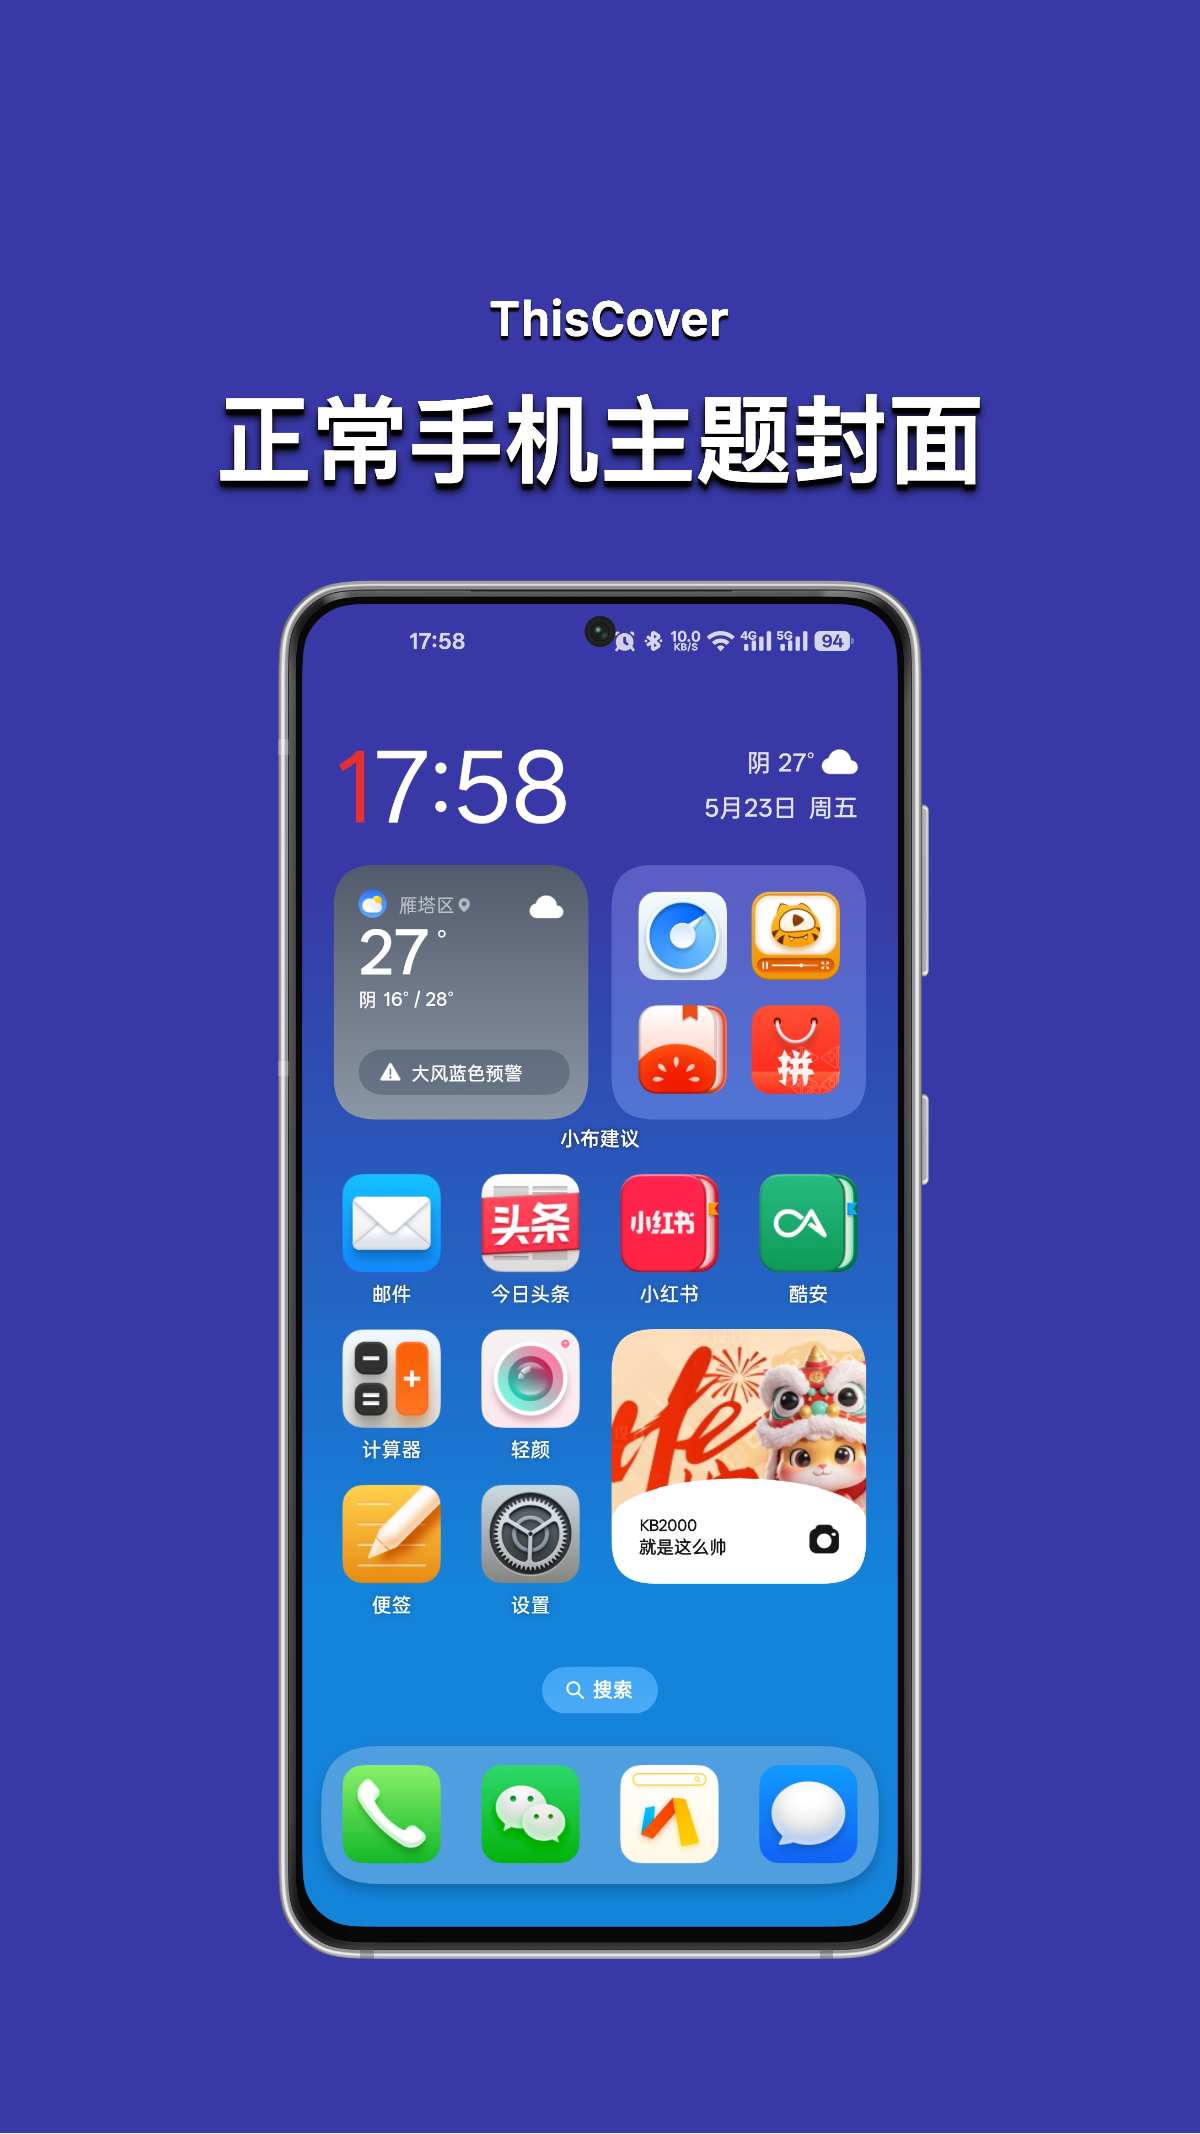 ThisCover
正常手机主题封面
17:58
10.0
KB/S
4G
5G
94
17:58
阴 27°
5月23日 周五
雁塔区
27°
阴 16° / 28°
大风蓝色预警
拼
小布建议
头条
小红书
邮件
今日头条
小红书
酷安
计算器
轻颜
KB2000
就是这么帅
便签
设置
搜索